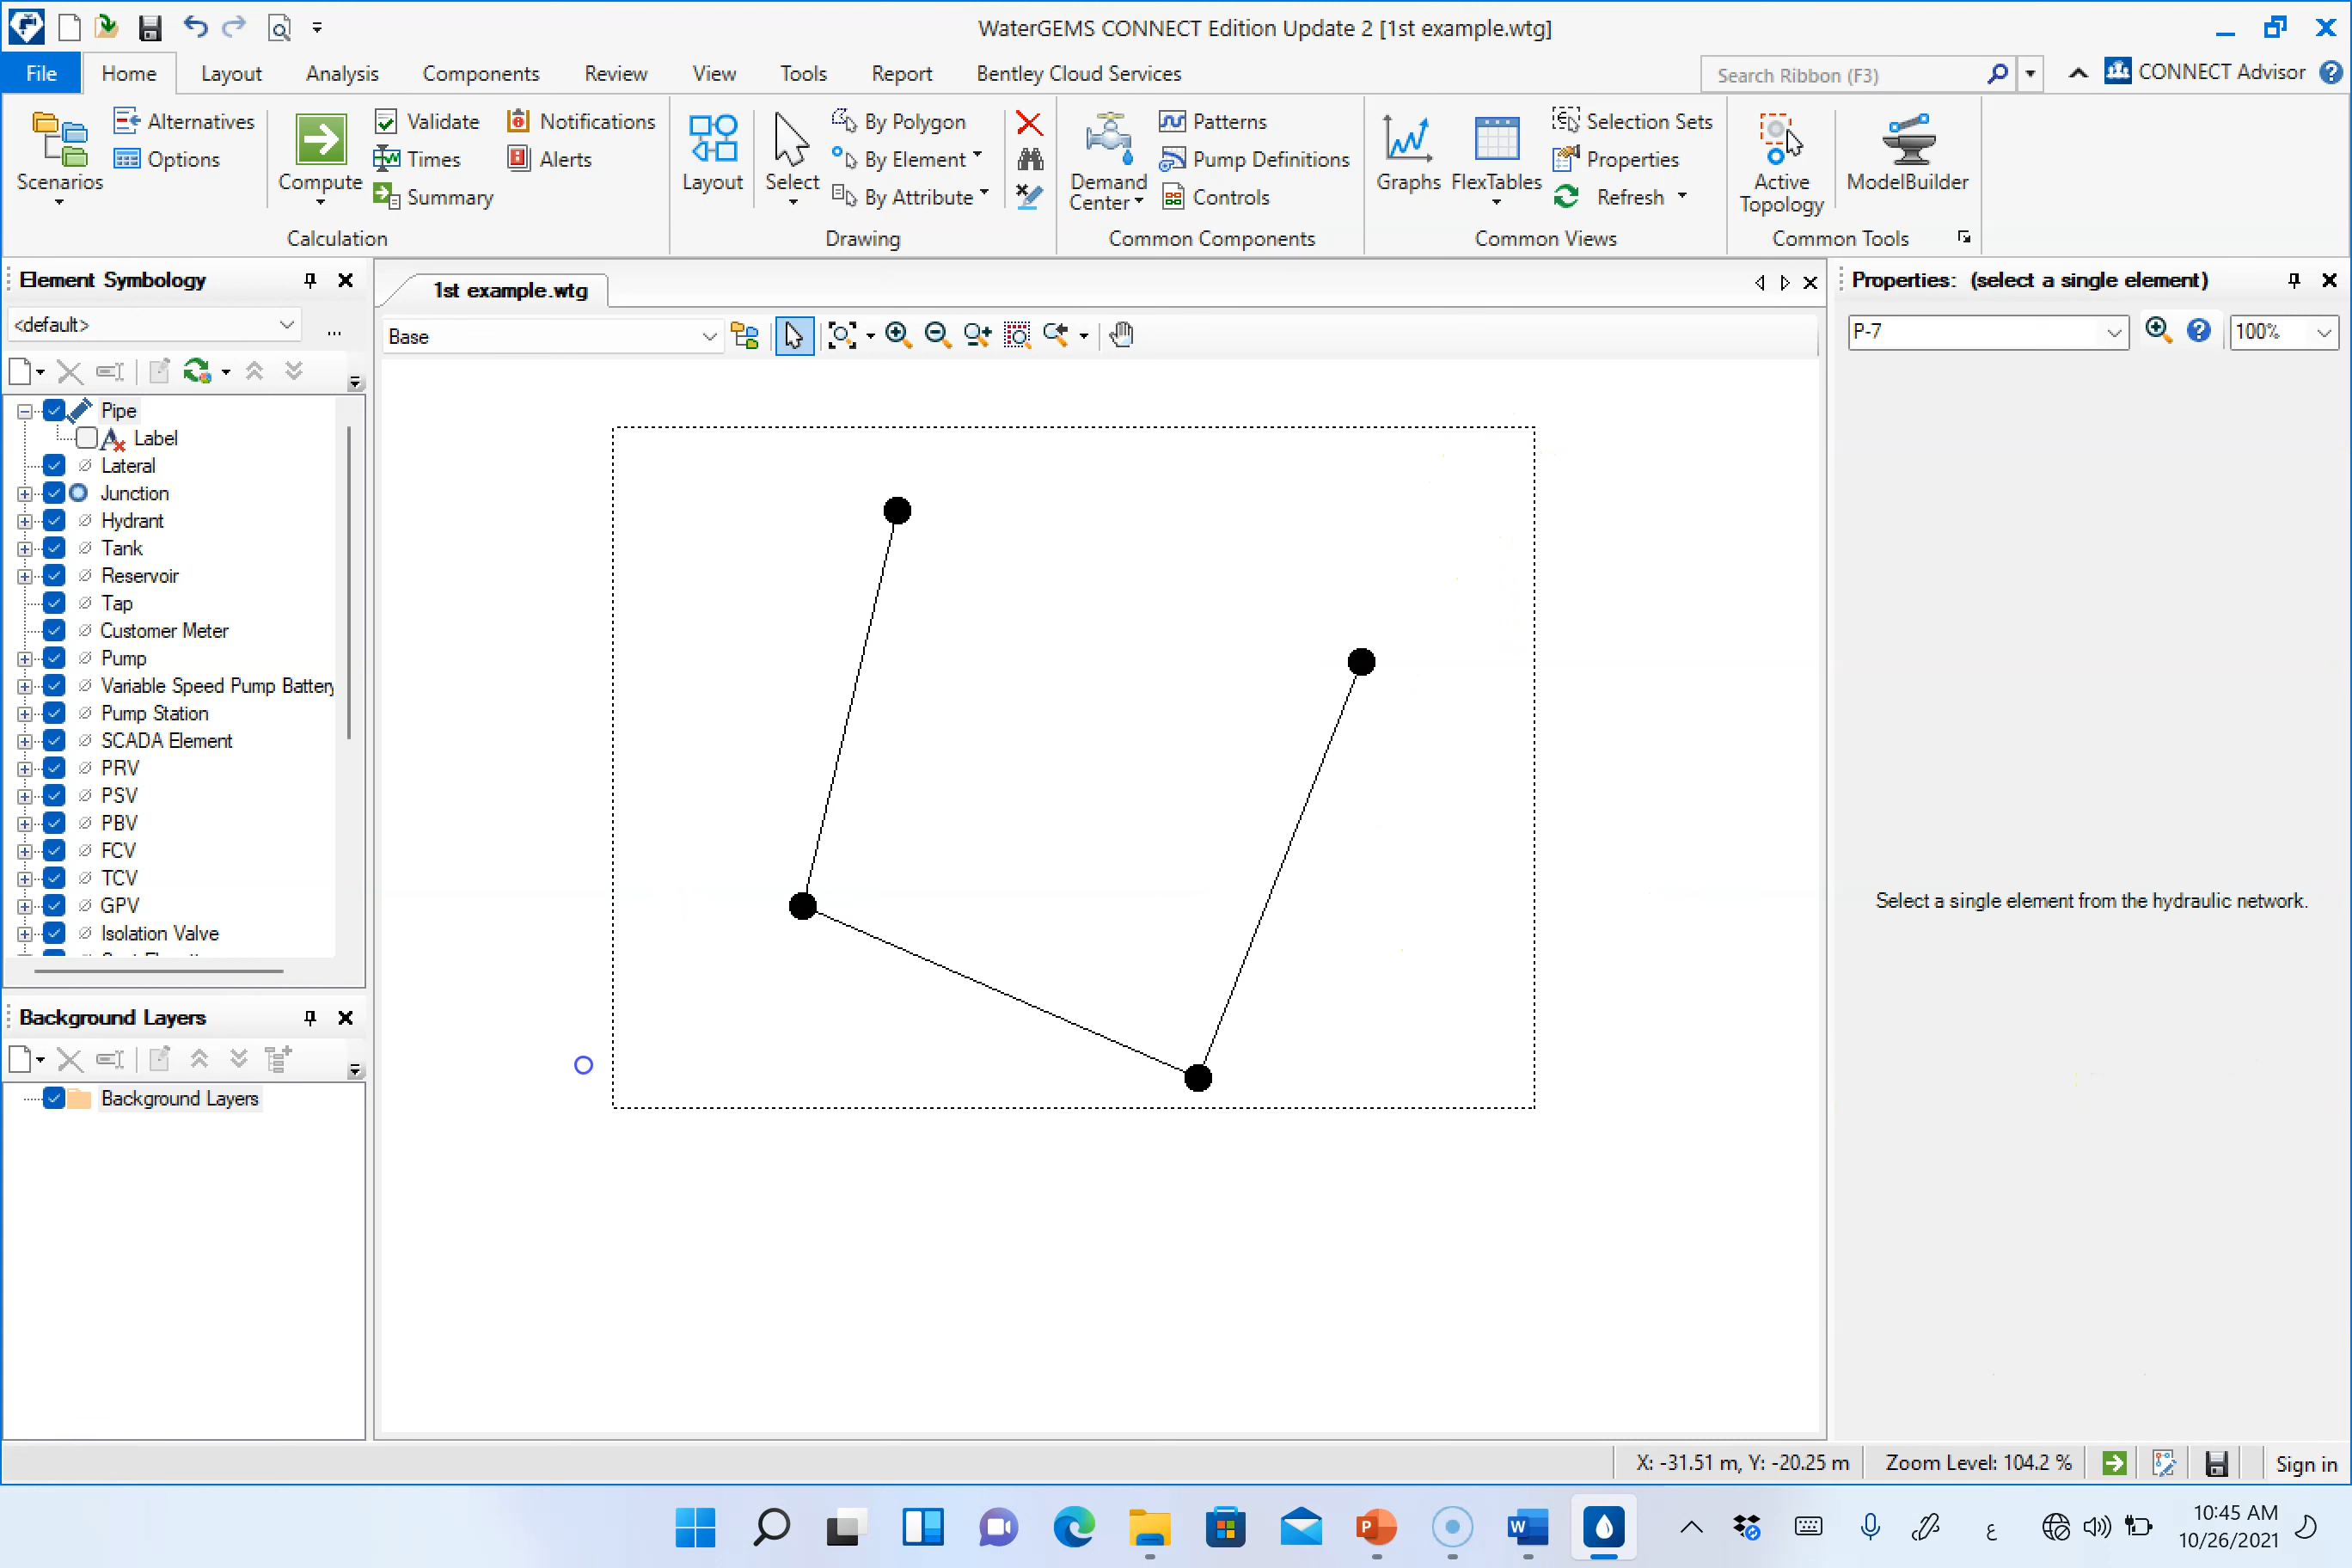 WaterGEMS CONNECT Edition Update 2 [1st example.wtg]
File Home Layout Analysis Components Review View Tools Report Bentley Cloud Services
Search Ribbon (F3) CONNECT Advisor
Scenarios
Alternatives
Options
Compute
Validate
Times
Summary
Notifications
Alerts
Calculation
Layout
Select
By Polygon
By Element
By Attribute
Drawing
Demand
Center
Patterns
Pump Definitions
Controls
Common Components
Graphs
FlexTables
Selection Sets
Properties
Refresh
Common Views
Active
Topology
ModelBuilder
Common Tools
Element Symbology
<default>
...
Pipe
Label
Lateral
Junction
Hydrant
Tank
Reservoir
Tap
Customer Meter
Pump
Variable Speed Pump Battery
Pump Station
SCADA Element
PRV
PSV
PBV
FCV
TCV
GPV
Isolation Valve
Background Layers
Background Layers
1st example.wtg
Base
Properties: (select a single element)
P-7
100%
Select a single element from the hydraulic network.
X: -31.51 m, Y: -20.25 m
Zoom Level: 104.2 %
Sign in
ع
10:45 AM
10/26/2021